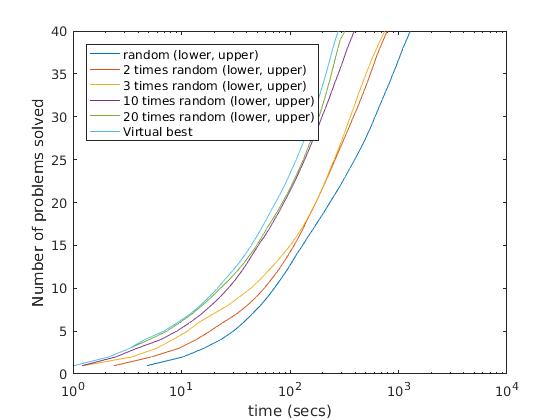 40
35
30
25
20
15
10
5
0
Number of problems solved
random (lower, upper)
2 times random (lower, upper)
3 times random (lower, upper)
10 times random (lower, upper)
20 times random (lower, upper)
Virtual best
10^0 10^1 10^2 10^3 10^4
time (secs)